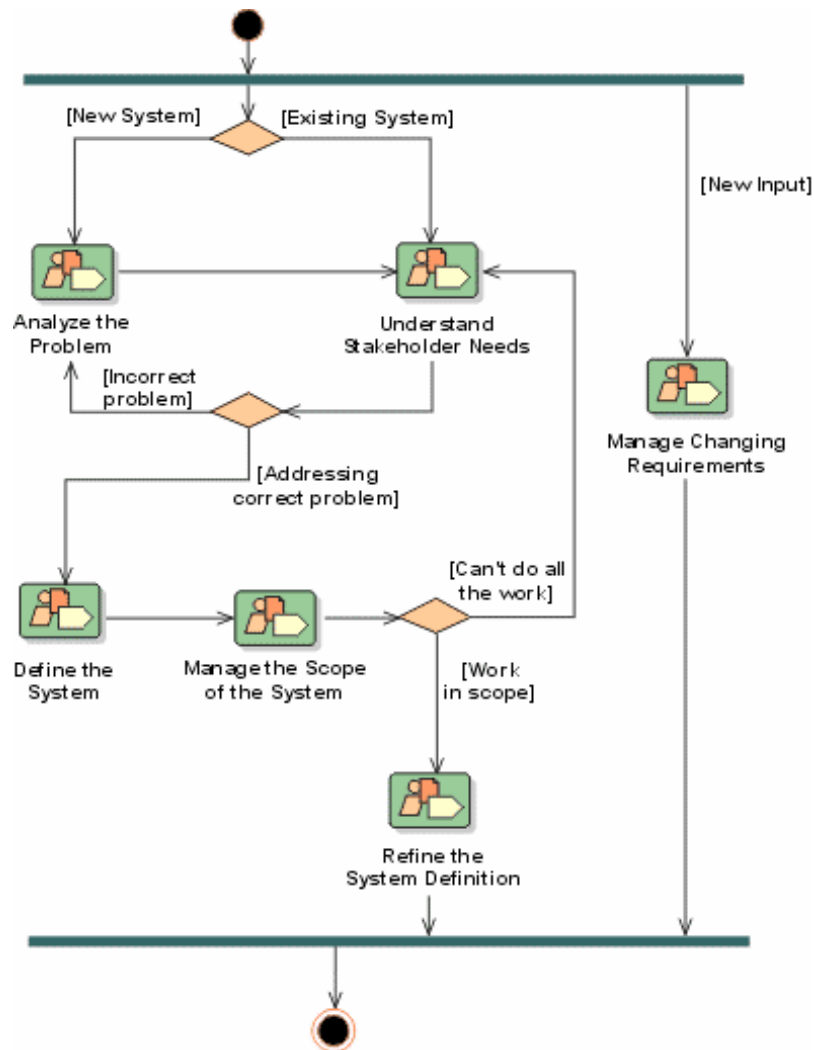 [New System]
[Existing System]
[New Input]
Analyze the
Problem
Understand
Stakeholder Needs
[Incorrect
problem]
Manage Changing
Requirements
[Addressing
correct problem]
[Can't do all
the work]
Define the
System
Manage the Scope
of the System
[Work
in scope]
Refine the
System Definition